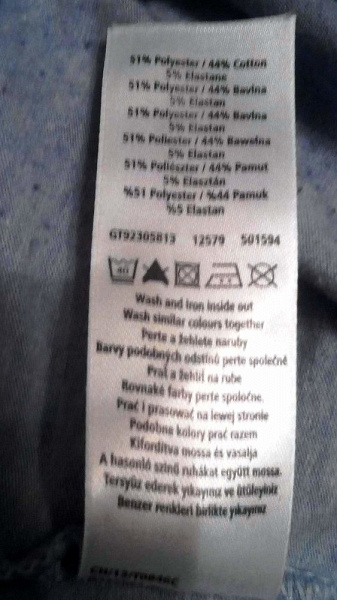 51% Polyester / 44% Cotton
5% Elastane
51% Polyester / 44% Bavlna
5% Elastan
51% Polyester / 44% Bavlna
5% Elastan
51% Poliester / 44% Bawełna
5% Elastan
51% Poliészter / 44% Pamut
5% Elasztán
%51 Polyester / %44 Pamuk
%5 Elastan
GT92305813 12579 501594
40
Wash and iron inside out
Wash similar colours together
Perte a žehlete naruby
Barvy podobných odstínů perte společně
Prať a žehliť na rube
Rovnaké farby perte spoločne.
Prać i prasować na lewej stronie
Podobne kolory prać razem
Kifordítva mossa és vasalja
A hasonló színű ruhákat együtt mossa.
Tersyüz ederek yıkayınız ve ütüleyiniz
Benzer renkleri birlikte yıkayınız